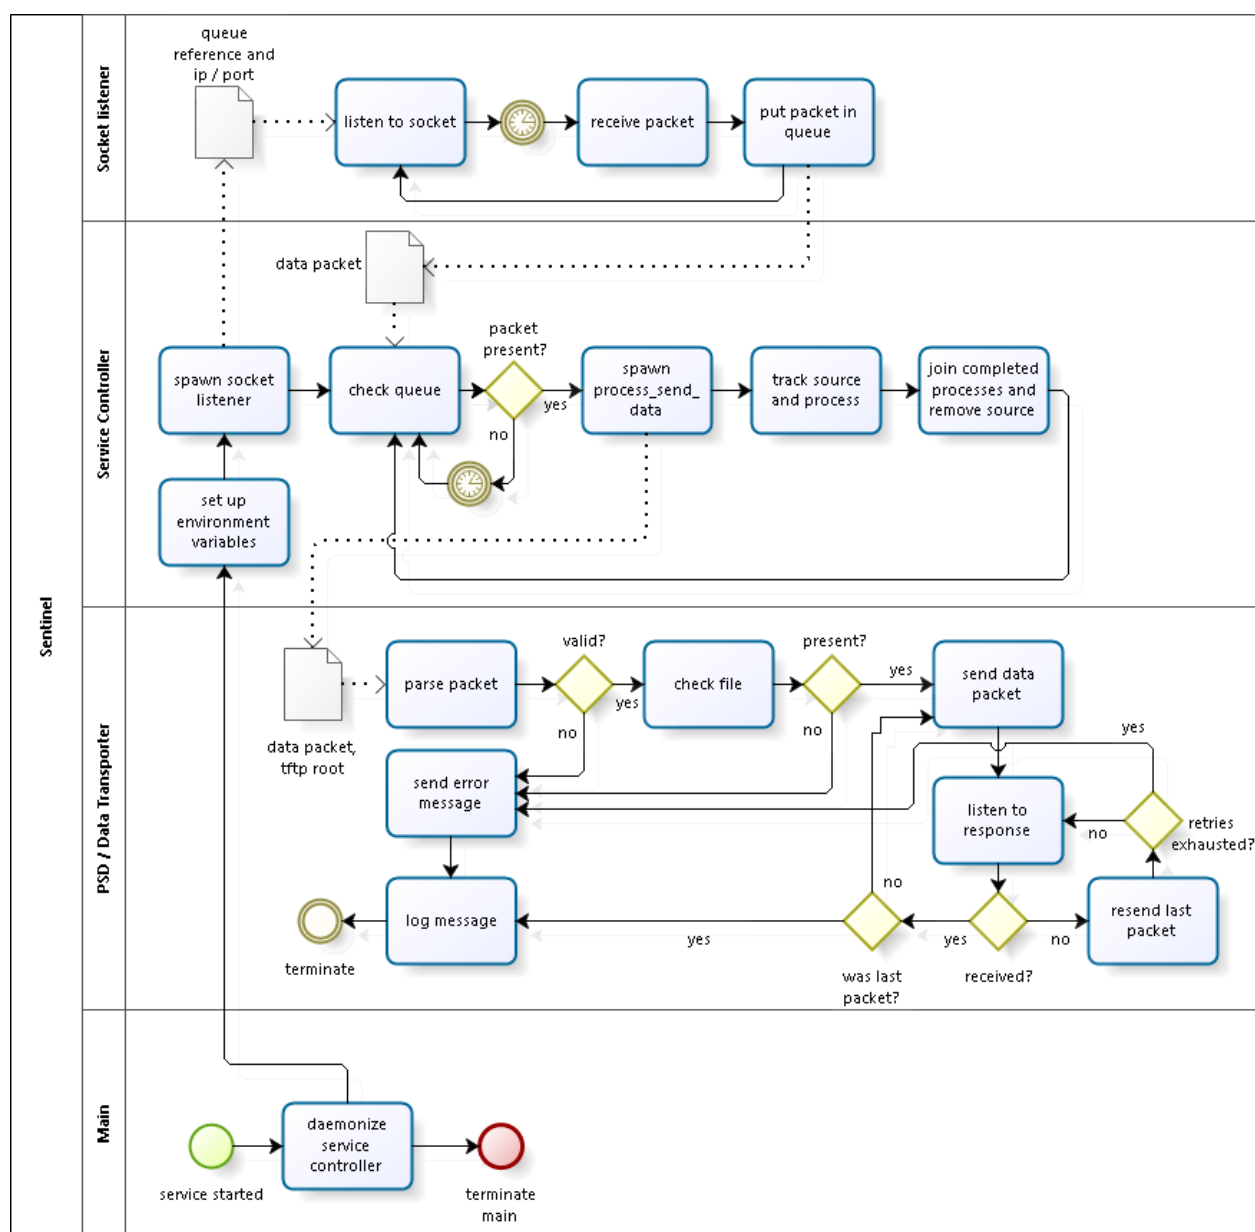 Sentinel
Socket listener
queue
reference and
ip / port
listen to socket
receive packet
put packet in
queue
Service Controller
data packet
packet
present?
spawn socket
listener
check queue
yes
no
spawn
process_send_
data
track source
and process
join completed
processes and
remove source
set up
environment
variables
PSD / Data Transporter
data packet,
tftp root
parse packet
valid?
yes
no
check file
present?
yes
no
send data
packet
yes
send error
message
listen to
response
no
retries
exhausted?
no
terminate
log message
yes
was last
packet?
yes
received?
no
resend last
packet
Main
service started
daemonize
service
controller
terminate
main